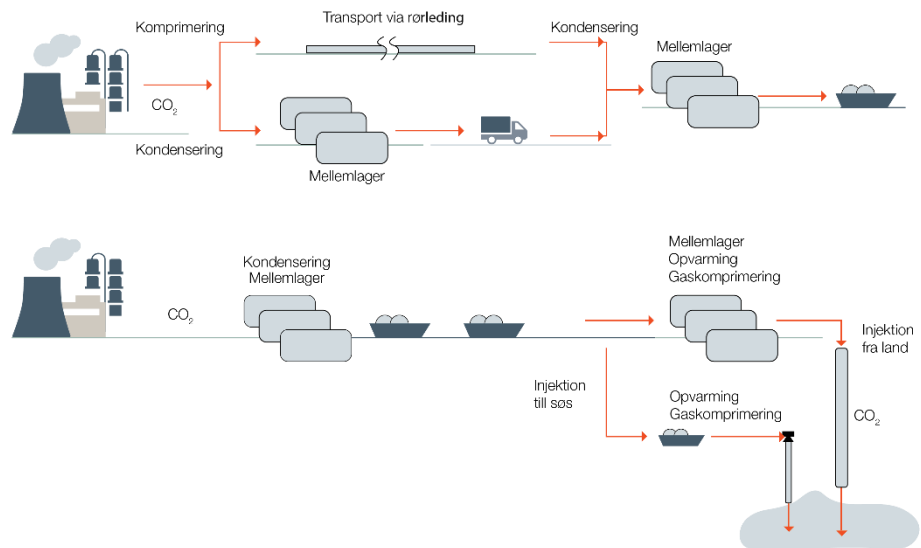 Transport via rørleding
Komprimering
Kondensering
CO₂
Kondensering
Mellemlager
Mellemlager
Kondensering
Mellemlager
CO₂
Mellemlager
Opvarming
Gaskomprimering
Injektion
fra land
Injektion
till søs
Opvarming
Gaskomprimering
CO₂